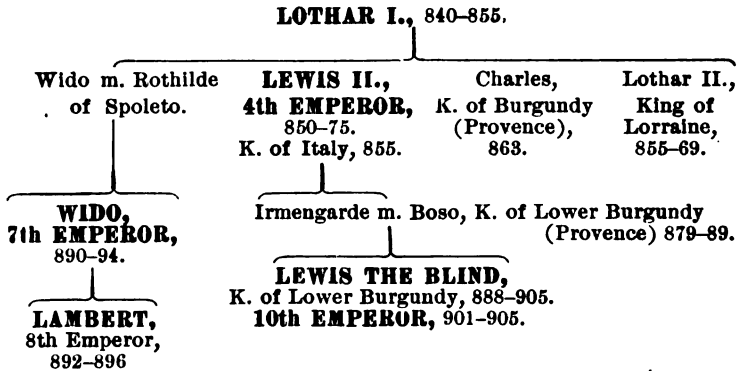 LOTHAR I., 840–855.
Wido m. Rothilde
of Spoleto.
LEWIS II.,
4th EMPEROR,
850–75.
K. of Italy, 855.
Charles,
K. of Burgundy
(Provence),
863.
Lothar II.,
King of
Lorraine,
855–69.
WIDO,
7th EMPEROR,
890–94.
Irmengarde m. Boso, K. of Lower Burgundy
(Provence) 879–89.
LAMBERT,
8th Emperor,
892–896
LEWIS THE BLIND,
K. of Lower Burgundy, 888–905.
10th EMPEROR, 901–905.